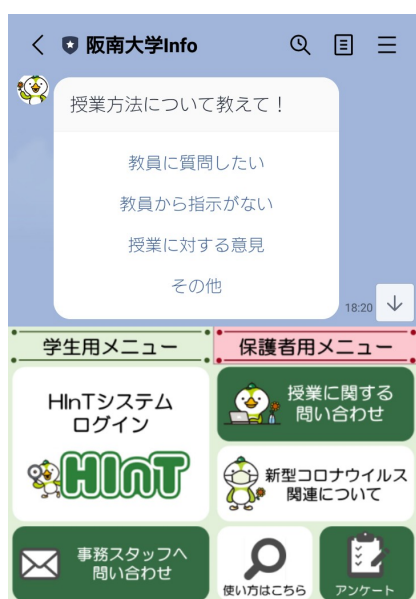 阪南大学Info
授業方法について教えて！
教員に質問したい
教員から指示がない
授業に対する意見
その他
18:20
学生用メニュー
保護者用メニュー
HInTシステム
ログイン
HInT
授業に関する
問い合わせ
新型コロナウイルス
関連について
事務スタッフへ
問い合わせ
使い方はこちら
アンケート